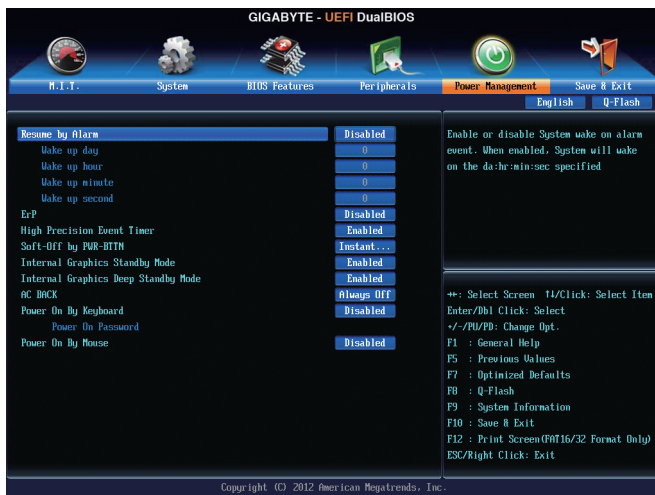 GIGABYTE - UEFI DualBIOS
M.I.T. System BIOS Features Peripherals Power Management Save & Exit
English Q-Flash
Resume by Alarm Disabled
Wake up day 0
Wake up hour 0
Wake up minute 0
Wake up second 0
ErP Disabled
High Precision Event Timer Enabled
Soft-Off by PWR-BTTN Instant...
Internal Graphics Standby Mode Enabled
Internal Graphics Deep Standby Mode Enabled
AC BACK Always Off
Power On By Keyboard Disabled
Power On Password
Power On By Mouse Disabled
Enable or disable System wake on alarm
event. When enabled, System will wake
on the da:hr:min:sec specified
→←: Select Screen ↑↓/Click: Select Item
Enter/Dbl Click: Select
+/-/PU/PD: Change Opt.
F1 : General Help
F5 : Previous Values
F7 : Optimized Defaults
F8 : Q-Flash
F9 : System Information
F10 : Save & Exit
F12 : Print Screen(FAT16/32 Format Only)
ESC/Right Click: Exit
Copyright (C) 2012 American Megatrends, Inc.